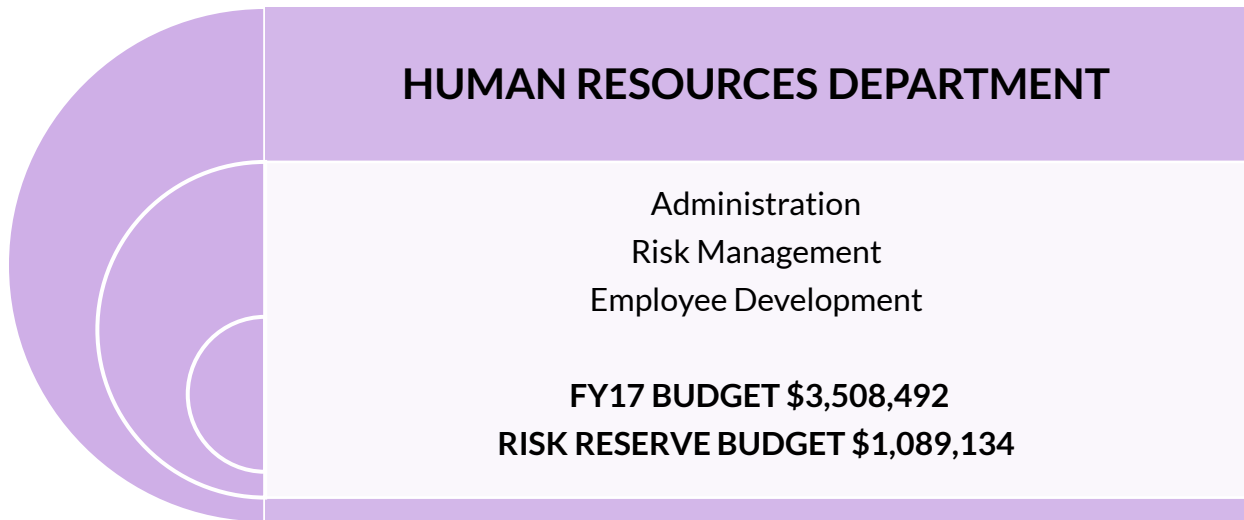 HUMAN RESOURCES DEPARTMENT
Administration
Risk Management
Employee Development
FY17 BUDGET $3,508,492
RISK RESERVE BUDGET $1,089,134